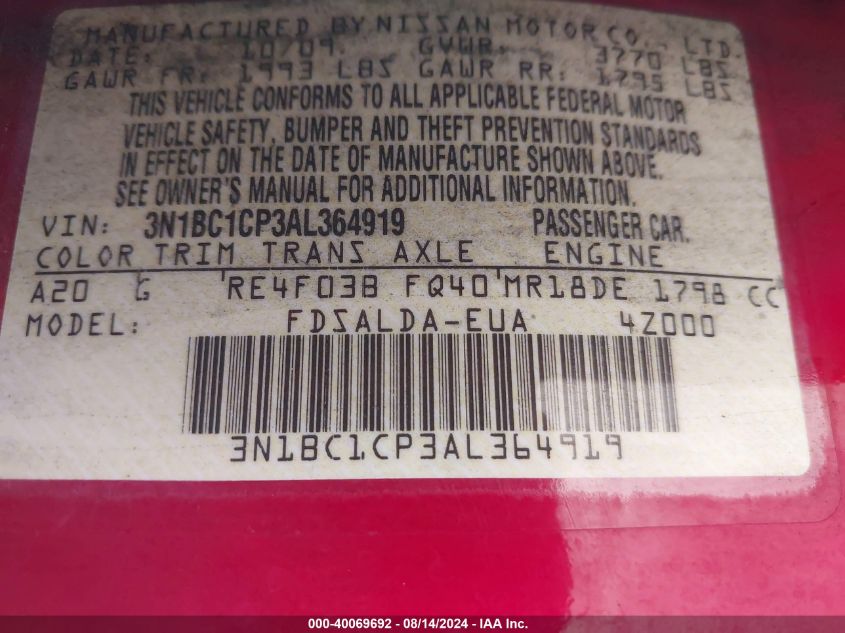 MANUFACTURED BY NISSAN MOTOR CO., LTD.
DATE: 10/09 GVWR: 3770 LBS
GAWR FR: 1993 LBS GAWR RR: 1795 LBS
THIS VEHICLE CONFORMS TO ALL APPLICABLE FEDERAL MOTOR
VEHICLE SAFETY, BUMPER AND THEFT PREVENTION STANDARDS
IN EFFECT ON THE DATE OF MANUFACTURE SHOWN ABOVE.
SEE OWNER'S MANUAL FOR ADDITIONAL INFORMATION.
VIN: 3N1BC1CP3AL364919 PASSENGER CAR.
COLOR TRIM TRANS AXLE ENGINE
A20 G RE4F03B FQ40 MR18DE 1798 CC
MODEL: FDSALDA-EUA 4Z000
3N1BC1CP3AL364919
000-40069692 - 08/14/2024 - IAA Inc.